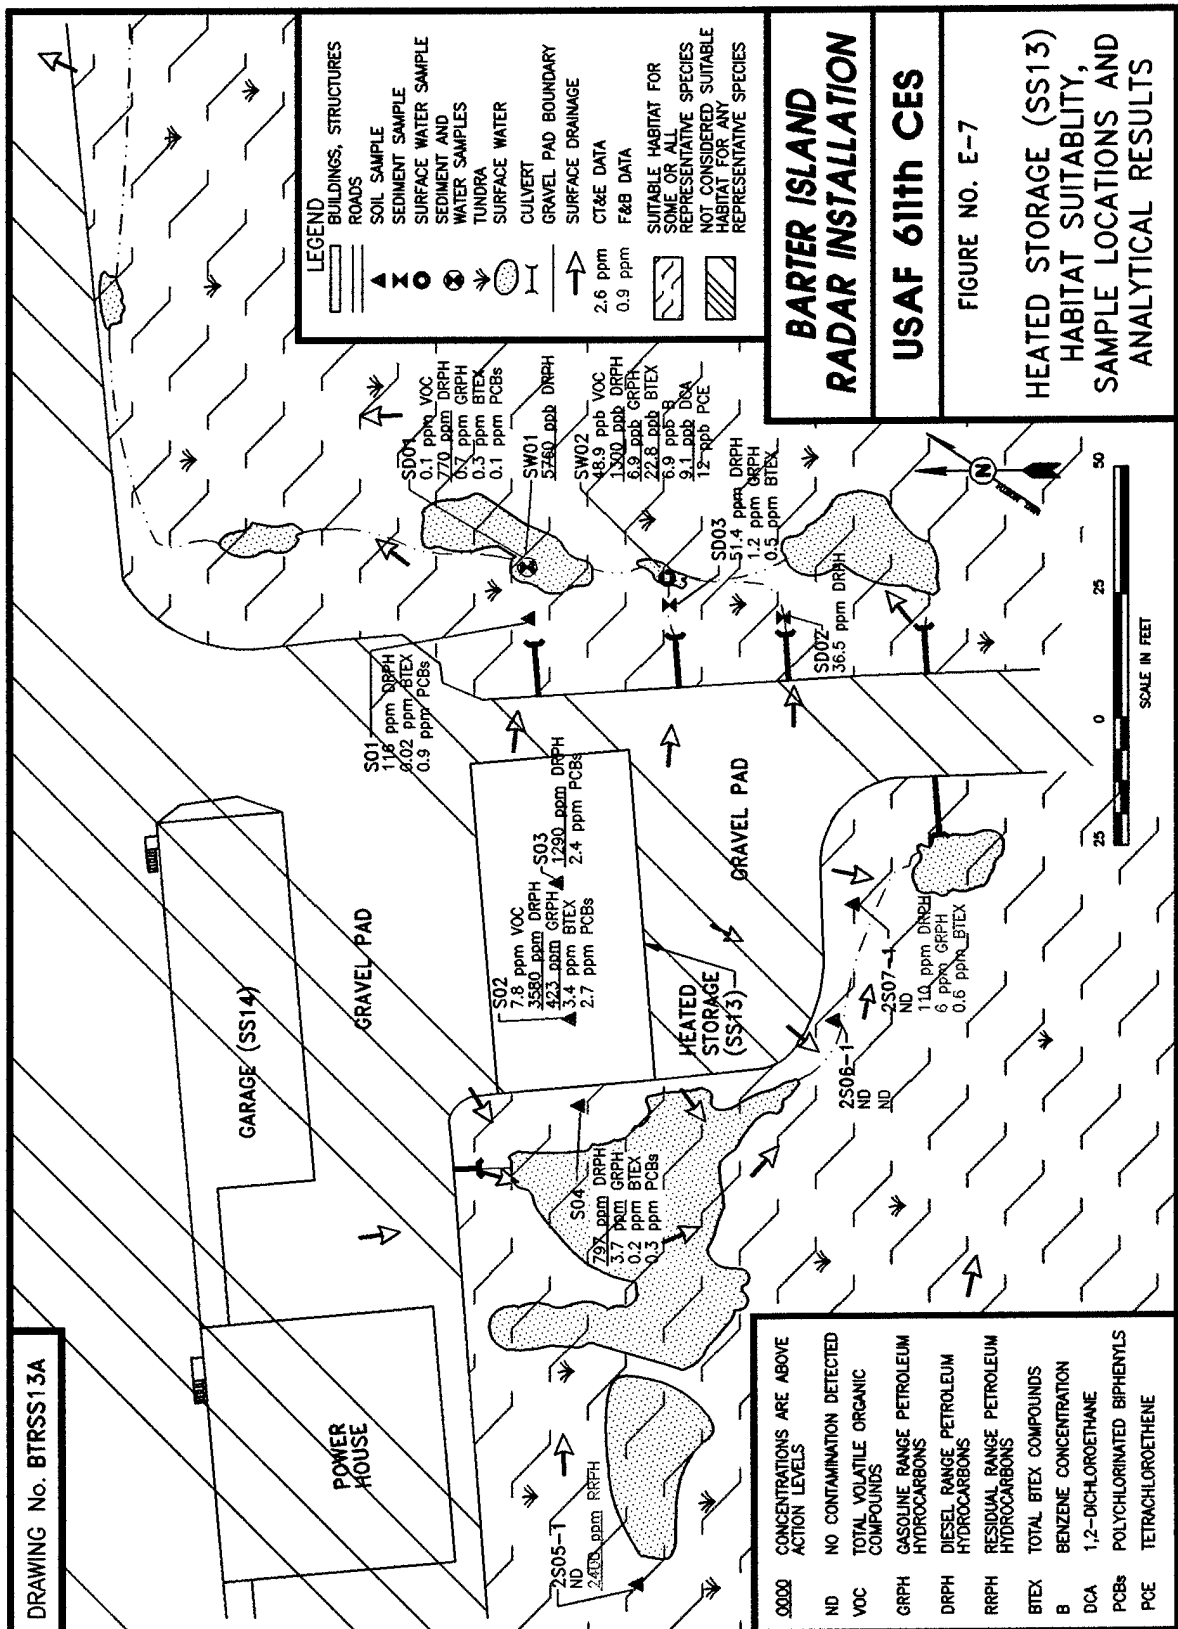 DRAWING No. BTRSS13A
LEGEND
BUILDINGS, STRUCTURES
ROADS
SOIL SAMPLE
SEDIMENT SAMPLE
SURFACE WATER SAMPLE
SEDIMENT AND
WATER SAMPLES
TUNDRA
SURFACE WATER
CULVERT
GRAVEL PAD BOUNDARY
SURFACE DRAINAGE
2.6 ppm CT&E DATA
0.9 ppm F&B DATA
SUITABLE HABITAT FOR
SOME OR ALL
REPRESENTATIVE SPECIES
NOT CONSIDERED SUITABLE
HABITAT FOR ANY
REPRESENTATIVE SPECIES
BARTER ISLAND
RADAR INSTALLATION
USAF 611th CES
FIGURE NO. E-7
HEATED STORAGE (SS13)
HABITAT SUITABLITY,
SAMPLE LOCATIONS AND
ANALYTICAL RESULTS
POWER
HOUSE
GARAGE (SS14)
GRAVEL PAD
HEATED
STORAGE
(SS13)
GRAVEL PAD
S01
116 ppm DRPH
0.02 ppm BTEX
0.9 ppm PCBs
S02
7.8 ppm VOC
3580 ppm DRPH
423 ppm GRPH
3.4 ppm BTEX
2.7 ppm PCBs
S03
1290 ppm DRPH
2.4 ppm PCBs
S04
797 ppm DRPH
3.7 ppm GRPH
0.2 ppm BTEX
0.3 ppm PCBs
2S05-1
ND
2400 ppm RRPH
2S06-1
ND
ND
2S07-1
ND
110 ppm DRPH
6 ppm GRPH
0.6 ppm BTEX
SD01
0.1 ppm VOC
770 ppm DRPH
0.7 ppm GRPH
0.3 ppm BTEX
0.1 ppm PCBs
SW01
5760 ppb DRPH
SW02
48.9 ppb VOC
1300 ppb DRPH
6.9 ppb GRPH
22.8 ppb BTEX
6.9 ppb B
9.1 ppb DCA
12 ppb PCE
SD03
51.4 ppm DRPH
1.2 ppm GRPH
0.5 ppm BTEX
SD02
36.5 ppm DRPH
N
25 0 25 50
SCALE IN FEET
0000 CONCENTRATIONS ARE ABOVE
ACTION LEVELS
ND NO CONTAMINATION DETECTED
VOC TOTAL VOLATILE ORGANIC
COMPOUNDS
GRPH GASOLINE RANGE PETROLEUM
HYDROCARBONS
DRPH DIESEL RANGE PETROLEUM
HYDROCARBONS
RRPH RESIDUAL RANGE PETROLEUM
HYDROCARBONS
BTEX TOTAL BTEX COMPOUNDS
B BENZENE CONCENTRATION
DCA 1,2-DICHLOROETHANE
PCBs POLYCHLORINATED BIPHENYLS
PCE TETRACHLOROETHENE